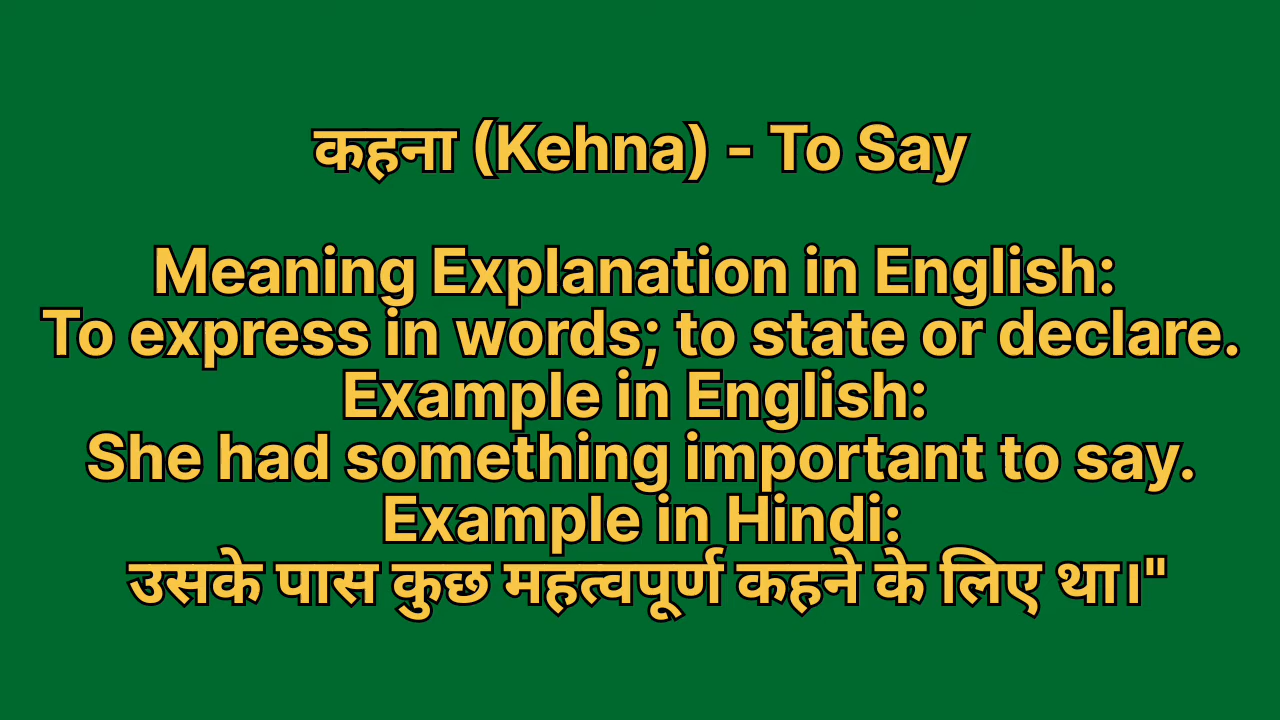 कहना (Kehna) - To Say
Meaning Explanation in English:
To express in words; to state or declare.
Example in English:
She had something important to say.
Example in Hindi:
उसके पास कुछ महत्वपूर्ण कहने के लिए था।"